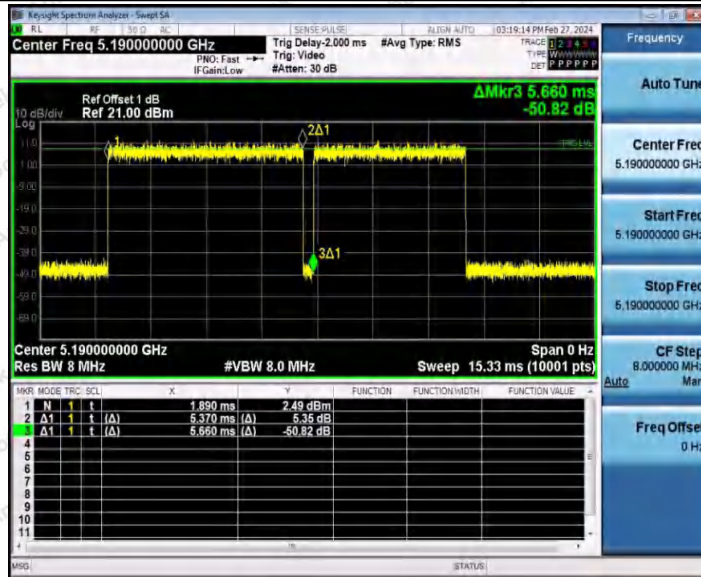 Keysight Spectrum Analyzer - Swept SA
RL RF 50 Ω AC SENSE:PULSE ALIGN AUTO 03:19:14 PM Feb 27, 2024
Center Freq 5.190000000 GHz
PNO: Fast
IFGain:Low
Trig Delay-2.000 ms
Trig: Video
#Atten: 30 dB
#Avg Type: RMS
TRACE 1 2 3 4 5 6
TYPE WWWWWW
DET P P P P P P
Frequency
Auto Tune
Center Freq
5.190000000 GHz
Start Freq
5.190000000 GHz
Stop Freq
5.190000000 GHz
CF Step
8.000000 MHz
Auto Man
Freq Offset
0 Hz
ΔMkr3 5.660 ms
-50.82 dB
Ref Offset 1 dB
10 dB/div Ref 21.00 dBm
Log
11.0
1.00
-9.00
-19.0
-29.0
-39.0
-49.0
-59.0
-69.0
1
2Δ1
3Δ1
TRIG LVL
Center 5.190000000 GHz Span 0 Hz
Res BW 8 MHz #VBW 8.0 MHz Sweep 15.33 ms (10001 pts)
MKR MODE TRC SCL X Y FUNCTION FUNCTION WIDTH FUNCTION VALUE
1 N 1 t 1.890 ms 2.49 dBm
2 Δ1 1 t (Δ) 5.370 ms (Δ) 5.35 dB
3 Δ1 1 t (Δ) 5.660 ms (Δ) -50.82 dB
4
5
6
7
8
9
10
11
MSG STATUS